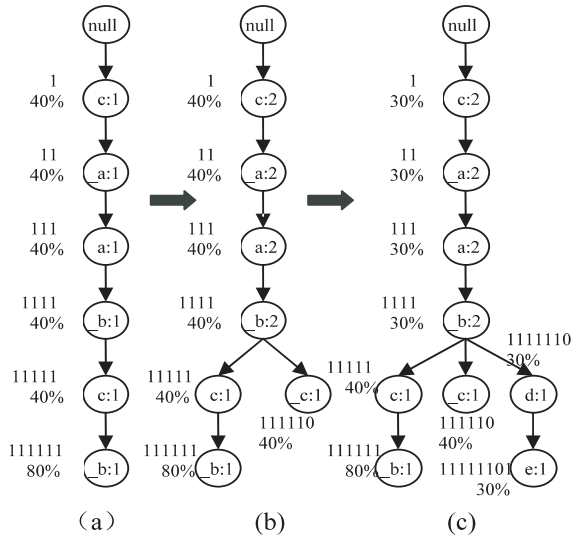 null
1
40%
c:1
11
40%
_a:1
111
40%
a:1
1111
40%
_b:1
11111
40%
c:1
111111
80%
_b:1
（a）
null
1
40%
c:2
11
40%
_a:2
111
40%
a:2
1111
40%
_b:2
11111
40%
c:1
_c:1
111110
40%
111111
80%
_b:1
(b)
null
1
30%
c:2
11
30%
_a:2
111
30%
a:2
1111
30%
_b:2
1111110
30%
11111
40%
c:1
_c:1
d:1
111110
40%
111111
80%
_b:1
11111101
30%
e:1
(c)